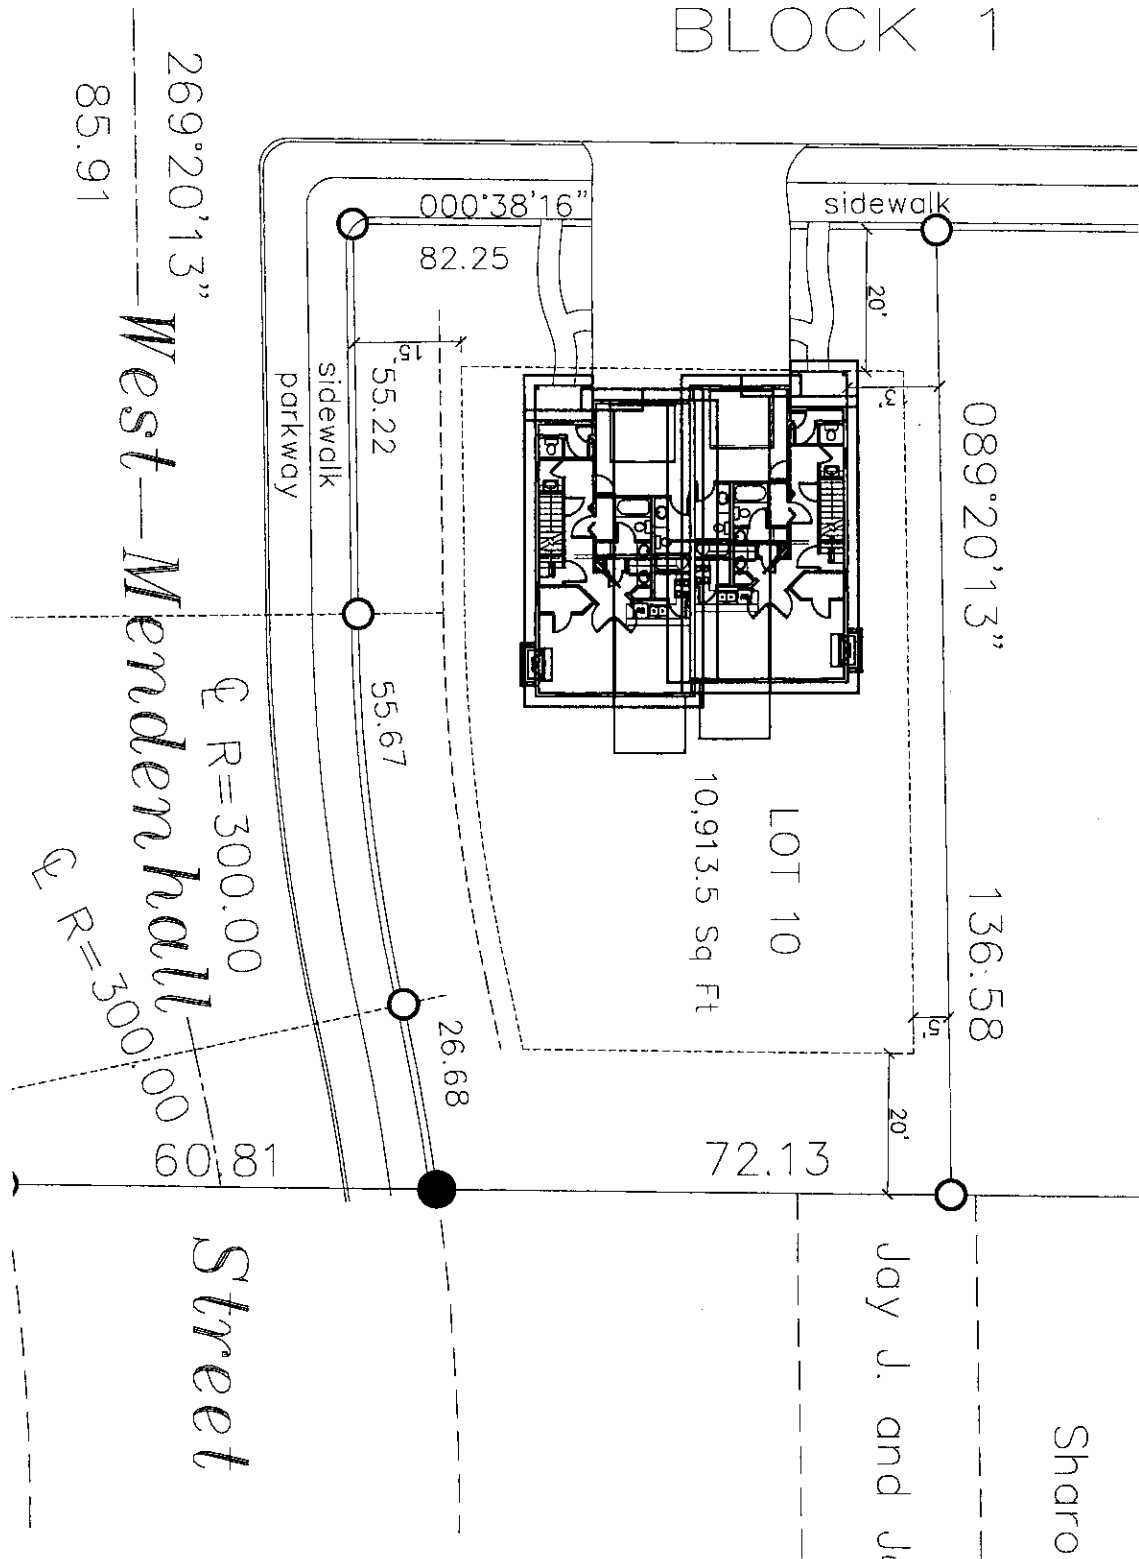 BLOCK 1
269°20'13"
85.91
000°38'16"
82.25
sidewalk
20'
15'
3'
55.22
sidewalk
parkway
089°20'13"
136.58
West Mendenhall Street
55.67
℄ R=300.00
℄ R=300.00
LOT 10
10,913.5 Sq Ft
5'
26.68
20'
60.81
72.13
Jay J. and J
Sharo